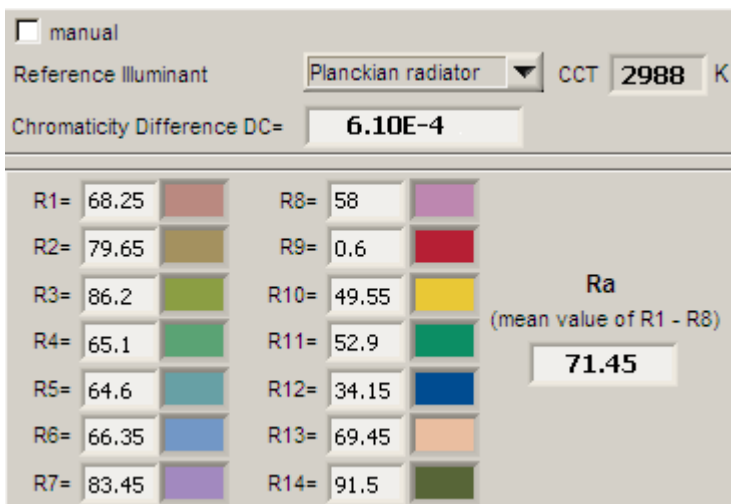 manual
Reference Illuminant Planckian radiator CCT 2988 K
Chromaticity Difference DC= 6.10E-4
R1= 68.25 R8= 58
R2= 79.65 R9= 0.6
R3= 86.2 R10= 49.55
R4= 65.1 R11= 52.9
R5= 64.6 R12= 34.15
R6= 66.35 R13= 69.45
R7= 83.45 R14= 91.5
Ra
(mean value of R1 - R8)
71.45